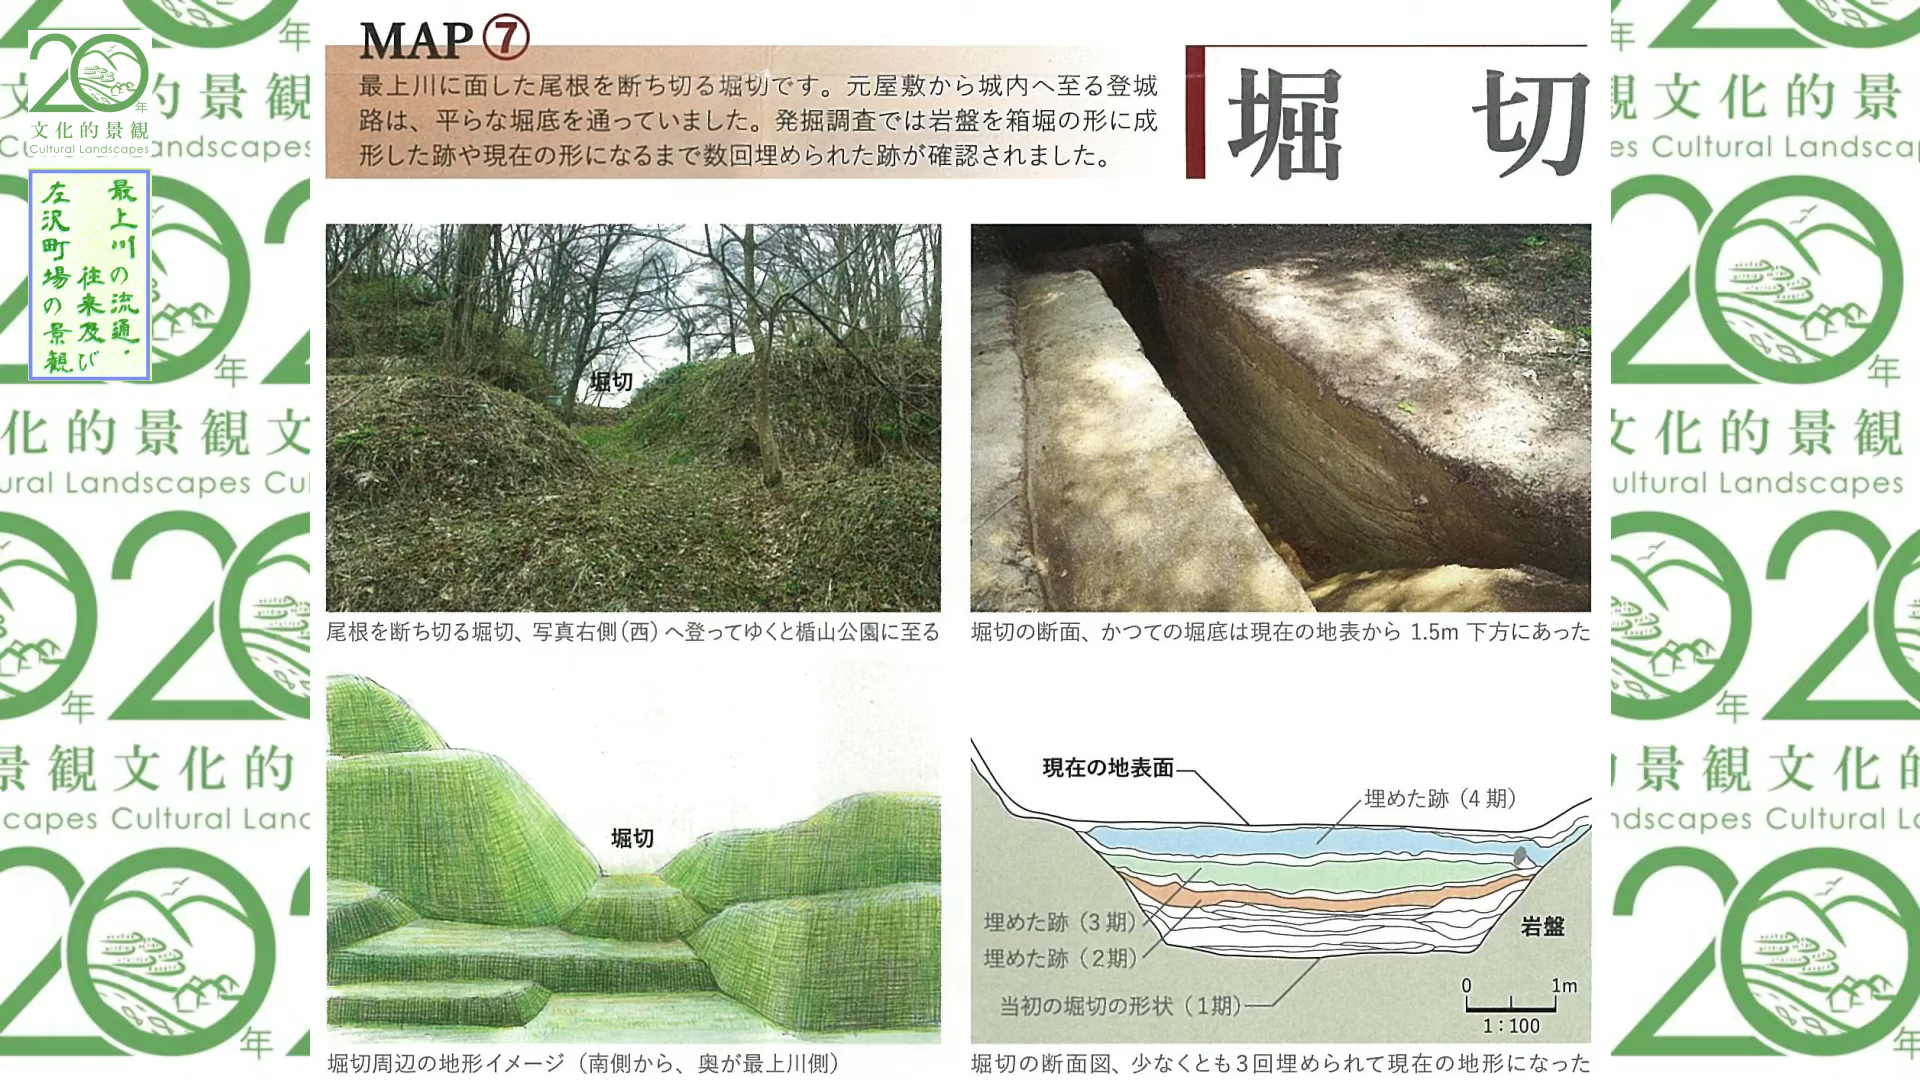 MAP⑦
最上川に面した尾根を断ち切る堀切です。元屋敷から城内へ至る登城
路は、平らな堀底を通っていました。発掘調査では岩盤を箱堀の形に成
形した跡や現在の形になるまで数回埋められた跡が確認されました。
堀切
20年
文化的景観
Cultural Landscapes
最上川の流通・
往来及び
左沢町場の景観
堀切
尾根を断ち切る堀切、写真右側(西)へ登ってゆくと楯山公園に至る
堀切の断面、かつての堀底は現在の地表から 1.5m 下方にあった
堀切
堀切周辺の地形イメージ(南側から、奥が最上川側)
現在の地表面
埋めた跡(4 期)
埋めた跡(3 期)
埋めた跡(2期)
当初の堀切の形状(1期)
岩盤
0 1m
1:100
堀切の断面図、少なくとも3回埋められて現在の地形になった